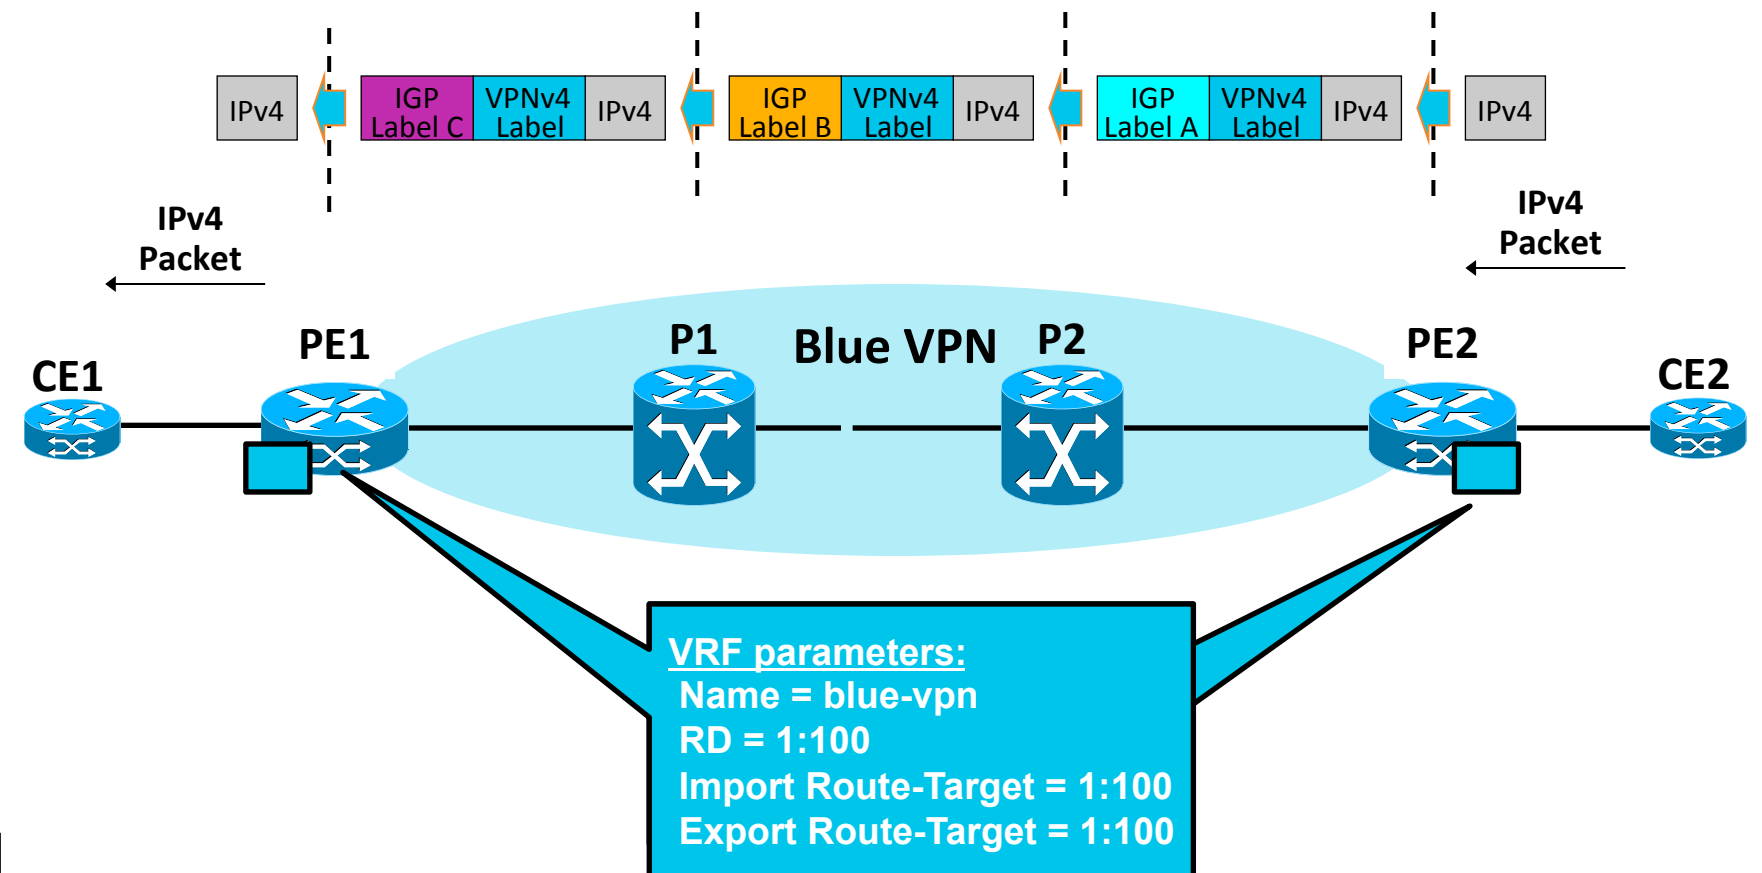 IPv4
IGP
Label C
VPNv4
Label
IPv4
IGP
Label B
VPNv4
Label
IPv4
IGP
Label A
VPNv4
Label
IPv4
IPv4
IPv4
Packet
IPv4
Packet
CE1
PE1
P1
Blue VPN
P2
PE2
CE2
VRF parameters:
Name = blue-vpn
RD = 1:100
Import Route-Target = 1:100
Export Route-Target = 1:100